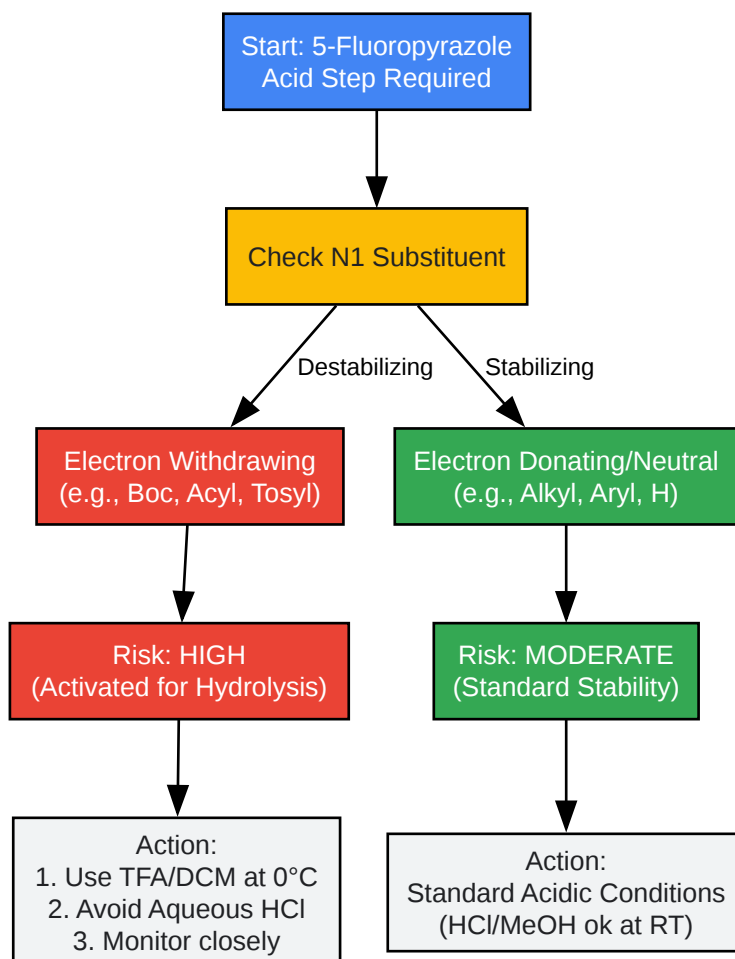 Start: 5-Fluoropyrazole
Acid Step Required
Check N1 Substituent
Destabilizing
Stabilizing
Electron Withdrawing
(e.g., Boc, Acyl, Tosyl)
Electron Donating/Neutral
(e.g., Alkyl, Aryl, H)
Risk: HIGH
(Activated for Hydrolysis)
Risk: MODERATE
(Standard Stability)
Action:
1. Use TFA/DCM at 0°C
2. Avoid Aqueous HCl
3. Monitor closely
Action:
Standard Acidic Conditions
(HCl/MeOH ok at RT)